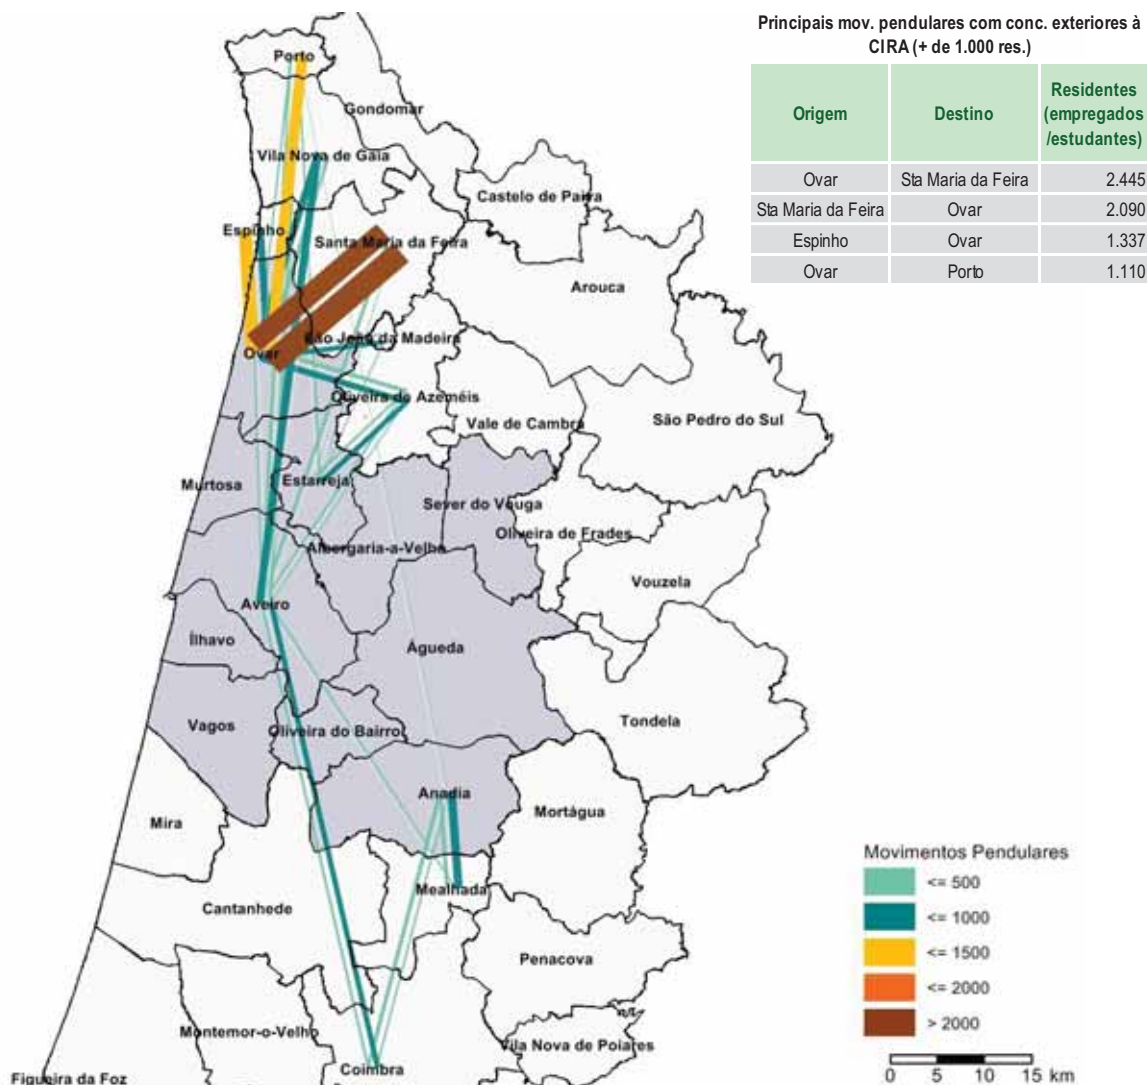 Principais mov. pendulares com conc. exteriores à
CIRA (+ de 1.000 res.)
Origem Destino Residentes (empregados /estudantes)
Ovar Sta Maria da Feira 2.445
Sta Maria da Feira Ovar 2.090
Espinho Ovar 1.337
Ovar Porto 1.110
Porto
Gondomar
Vila Nova de Gaia
Castelo de Paiva
Espinho
Santa Maria da Feira
Arouca
São João da Madeira
Ovar
Oliveira de Azeméis
Vale de Cambra
São Pedro do Sul
Murtosa
Estarreja
Sever do Vouga
Oliveira de Frades
Albergaria-a-Velha
Vouzela
Aveiro
Ílhavo
Águeda
Vagos
Oliveira do Bairro
Tondela
Anadia
Mortágua
Mira
Mealhada
Cantanhede
Penacova
Montemor-o-Velho
Vila Nova de Poiares
Coimbra
Figueira da Foz
Movimentos Pendulares
<= 500
<= 1000
<= 1500
<= 2000
> 2000
0 5 10 15 km